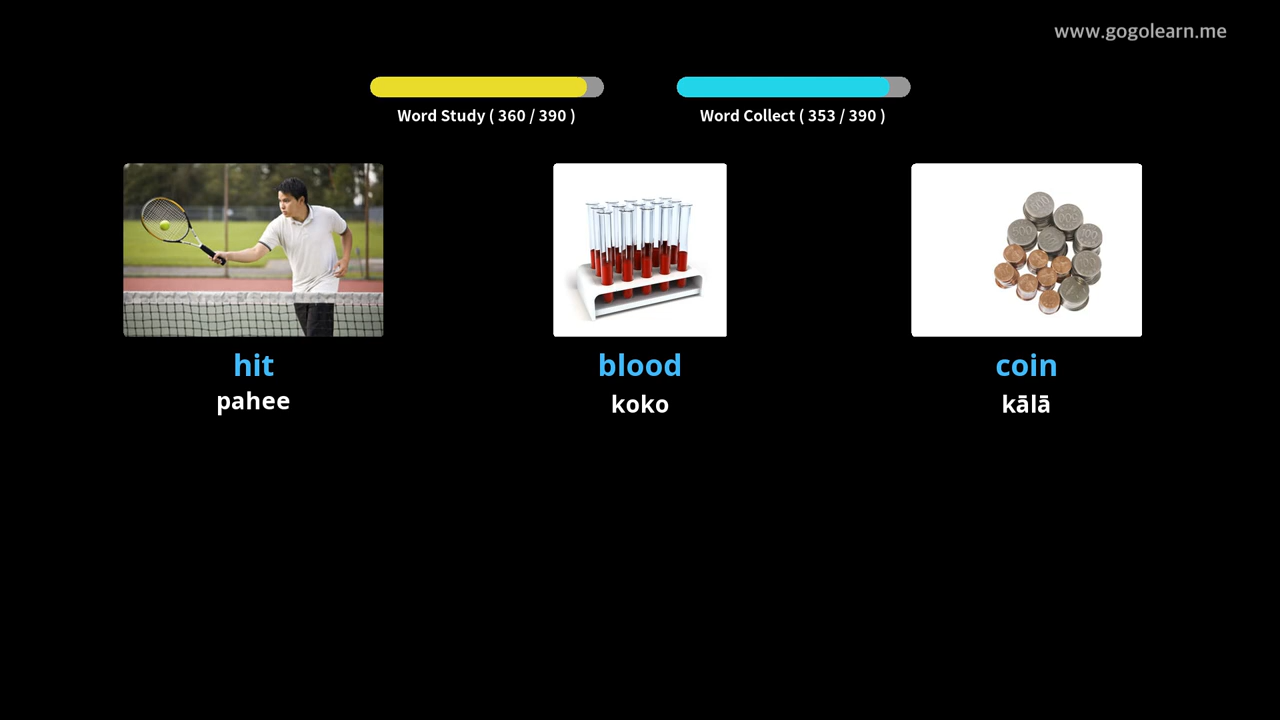 www.gogolearn.me
Word Study ( 360 / 390 )
Word Collect ( 353 / 390 )
hit
pahee
blood
koko
coin
kālā